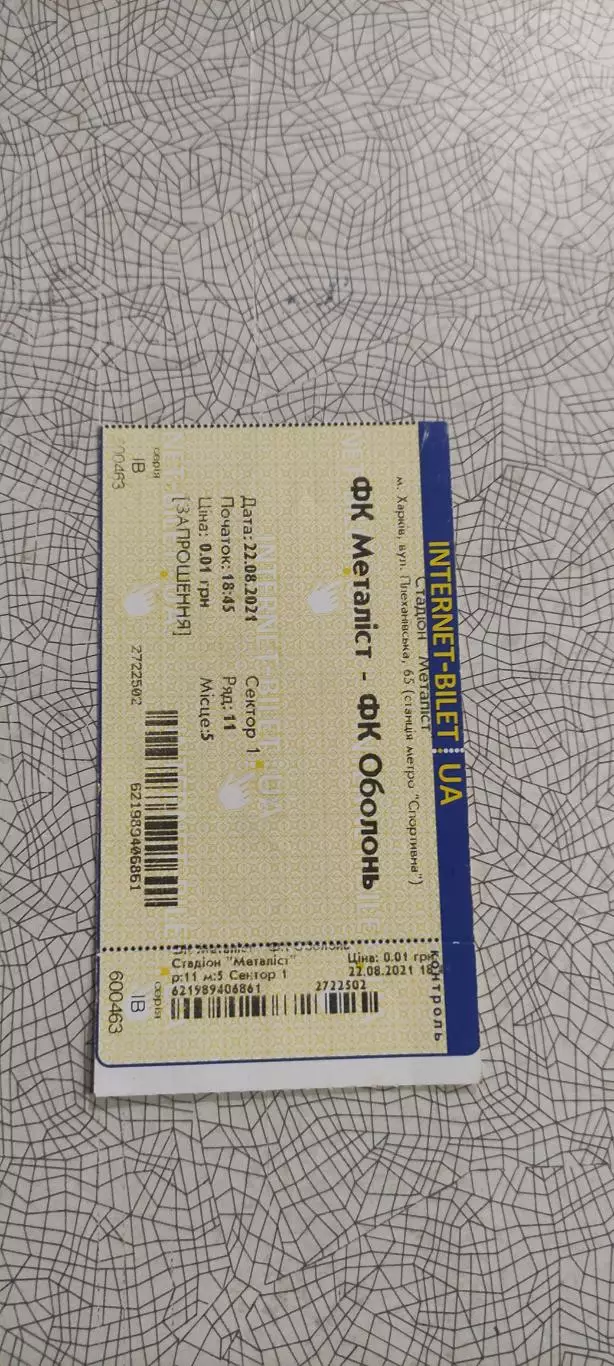 INTERNET-BILET UA
Стадіон Металіст
м. Харків, вул. Плеханівська, 65 (станція метро "Спортивна")
ФК Металіст - ФК Оболонь
Дата: 22.08.2021 Сектор 1
Початок: 18:45 Ряд: 11
Ціна: 0.01 грн Місце:5
[ЗАПРОШЕННЯ]
2722502 621989406861
серія
ІВ
600463
контроль
Стадіон "Металіст" Ціна: 0.01 грн
р:11 м:5 Сектор 1 22.08.2021
621989406861 2722502
серія
ІВ
600463